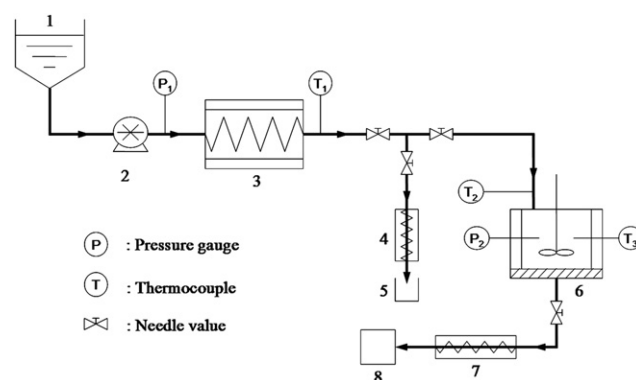 1
P1
T1
2
3
T2
4
P2
T3
P : Pressure gauge
5
6
T : Thermocouple
: Needle value
8
7